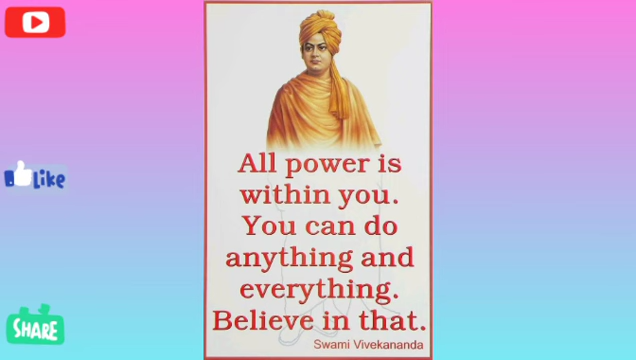 All power is
within you.
You can do
anything and
everything.
Believe in that.
Swami Vivekananda
Like
SHARE